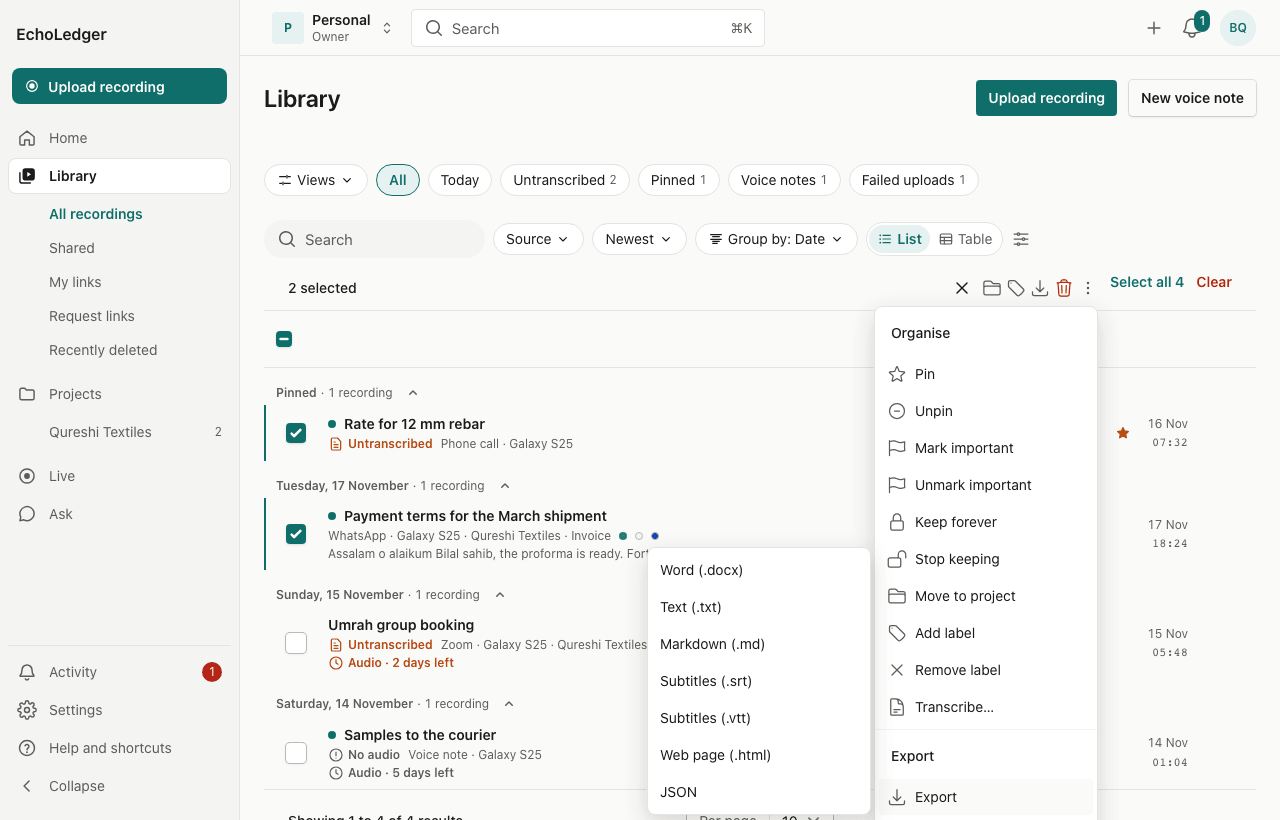 EchoLedger
Upload recording
Home
Library
All recordings
Shared
My links
Request links
Recently deleted
Projects
Qureshi Textiles 2
Live
Ask
Activity 1
Settings
Help and shortcuts
Collapse
P Personal
Owner
Search ⌘K
1
BQ
Library
Upload recording
New voice note
Views
All
Today
Untranscribed 2
Pinned 1
Voice notes 1
Failed uploads 1
Search
Source
Newest
Group by: Date
List
Table
2 selected
Select all 4
Clear
Pinned · 1 recording
Rate for 12 mm rebar
Untranscribed Phone call · Galaxy S25
16 Nov
07:32
Tuesday, 17 November · 1 recording
Payment terms for the March shipment
WhatsApp · Galaxy S25 · Qureshi Textiles · Invoice
Assalam o alaikum Bilal sahib, the proforma is ready.
17 Nov
18:24
Sunday, 15 November · 1 recording
Umrah group booking
Untranscribed Zoom · Galaxy S25 · Qureshi Textiles
Audio · 2 days left
15 Nov
05:48
Saturday, 14 November · 1 recording
Samples to the courier
No audio Voice note · Galaxy S25
Audio · 5 days left
14 Nov
01:04
Showing 1 to 4 of 4 results
Per page 10
Organise
Pin
Unpin
Mark important
Unmark important
Keep forever
Stop keeping
Move to project
Add label
Remove label
Transcribe…
Export
Export
Word (.docx)
Text (.txt)
Markdown (.md)
Subtitles (.srt)
Subtitles (.vtt)
Web page (.html)
JSON